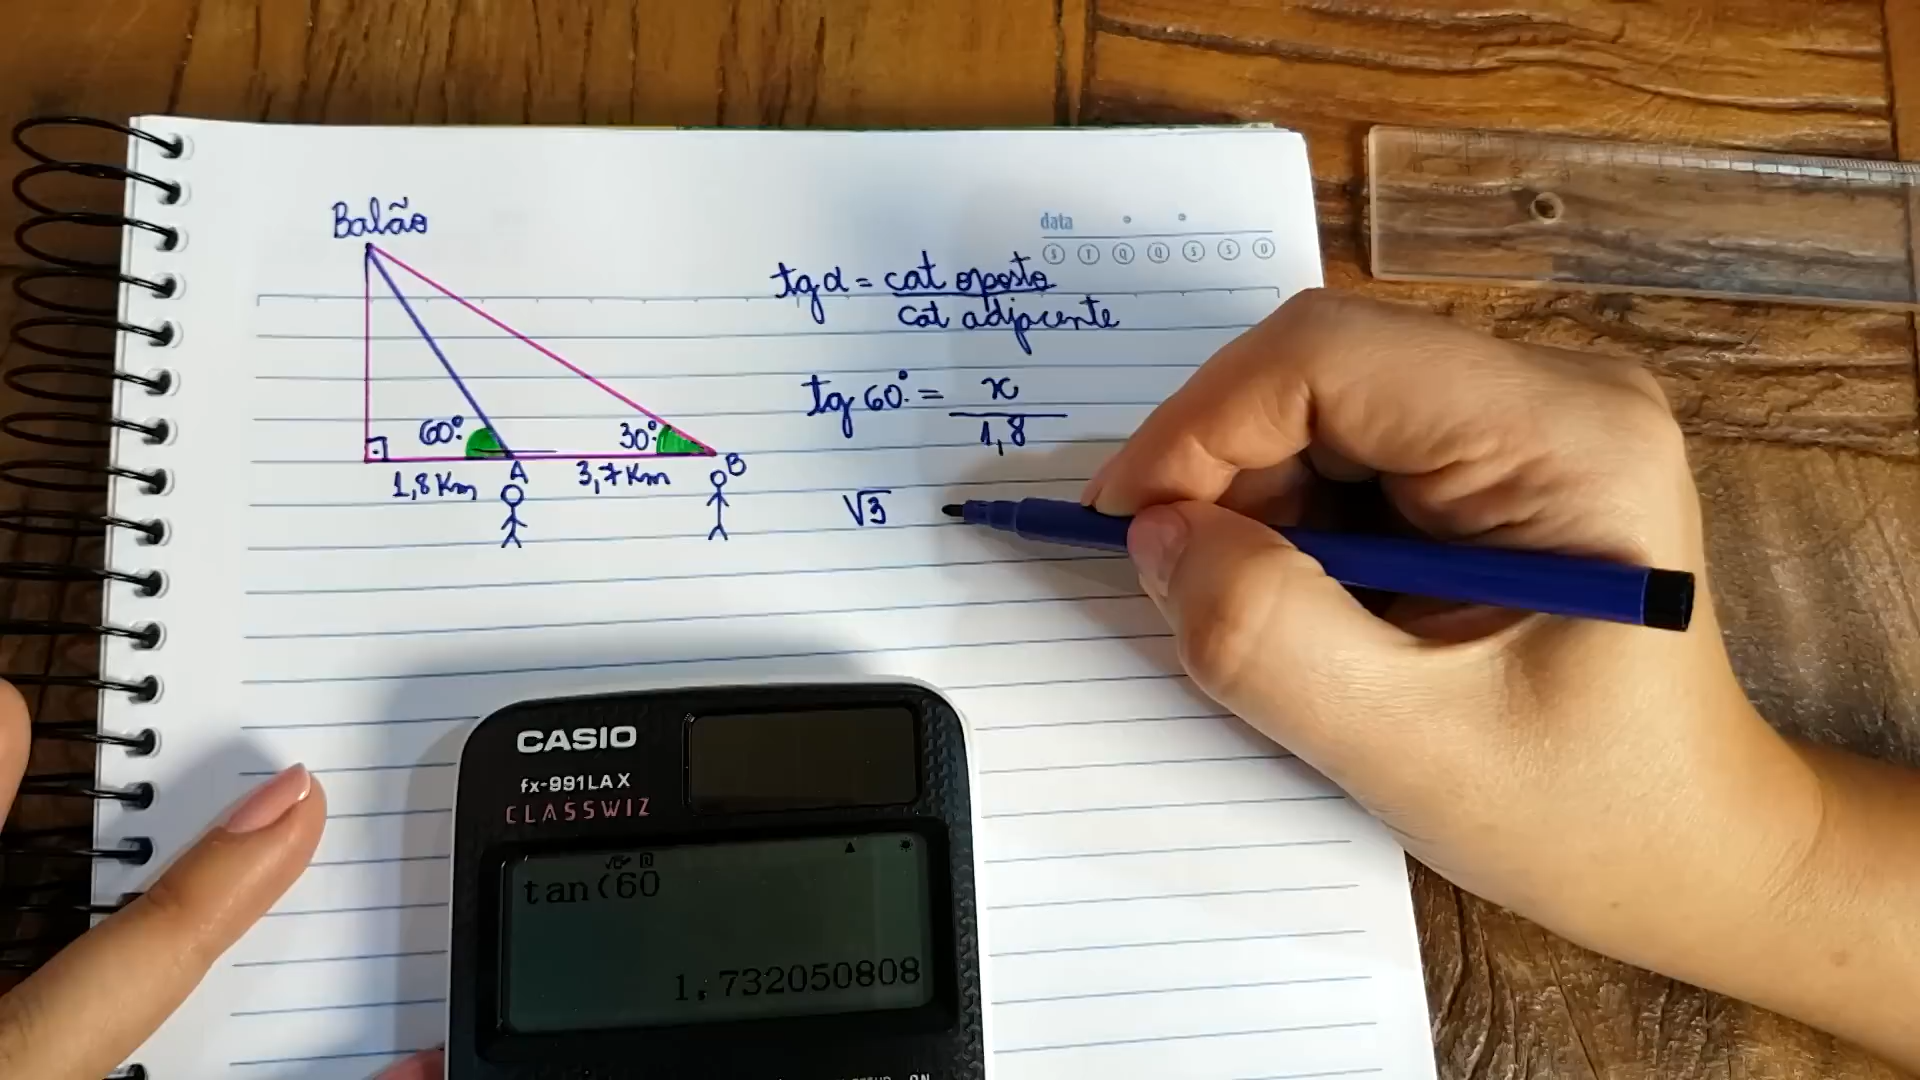 Balão
60°
30°
1,8 Km
A
3,7 Km
B
data
S T Q Q S S D
tg α = cat oposto
cat adjacente
tg 60° = x
1,8
√3
CASIO
fx-991LA X
CLASSWIZ
tan(60
1,732050808